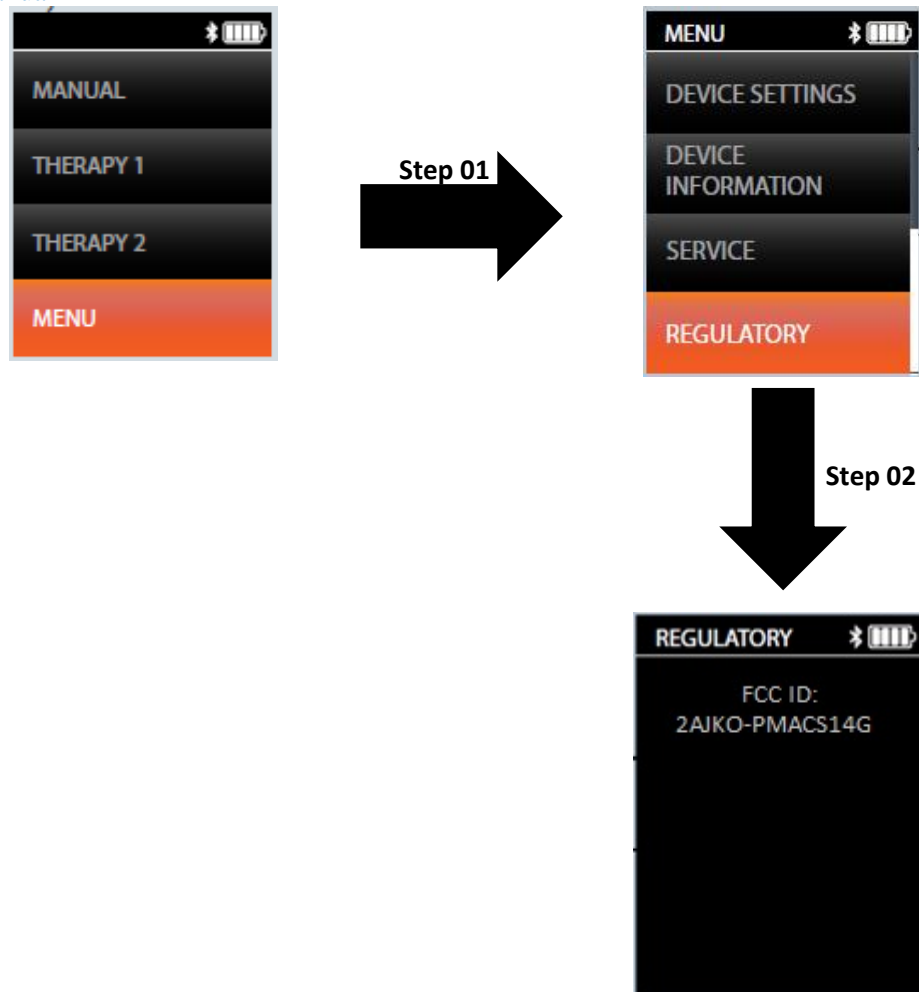 MANUAL
THERAPY 1
THERAPY 2
MENU
Step 01
MENU
DEVICE SETTINGS
DEVICE
INFORMATION
SERVICE
REGULATORY
Step 02
REGULATORY
FCC ID:
2AJKO-PMACS14G